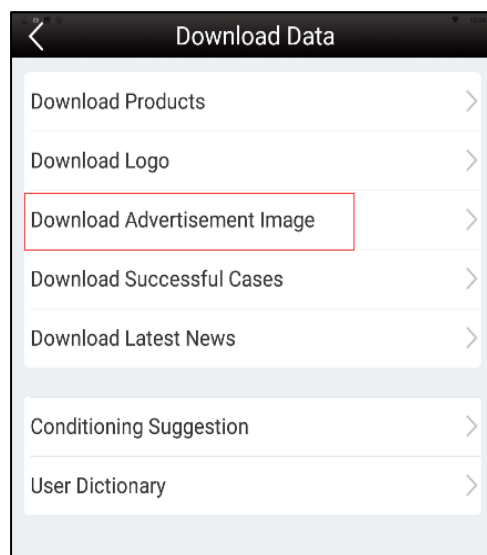 Download Data
Download Products
Download Logo
Download Advertisement Image
Download Successful Cases
Download Latest News
Conditioning Suggestion
User Dictionary